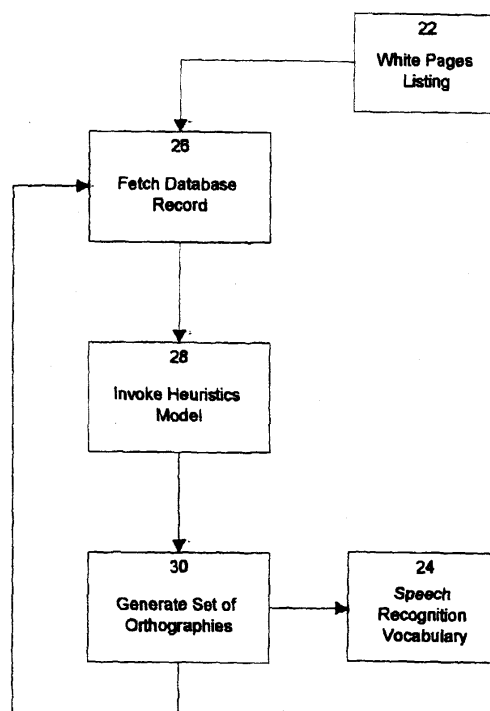 22
White Pages
Listing
26
Fetch Database
Record
28
Invoke Heuristics
Model
30
Generate Set of
Orthographies
24
Speech
Recognition
Vocabulary